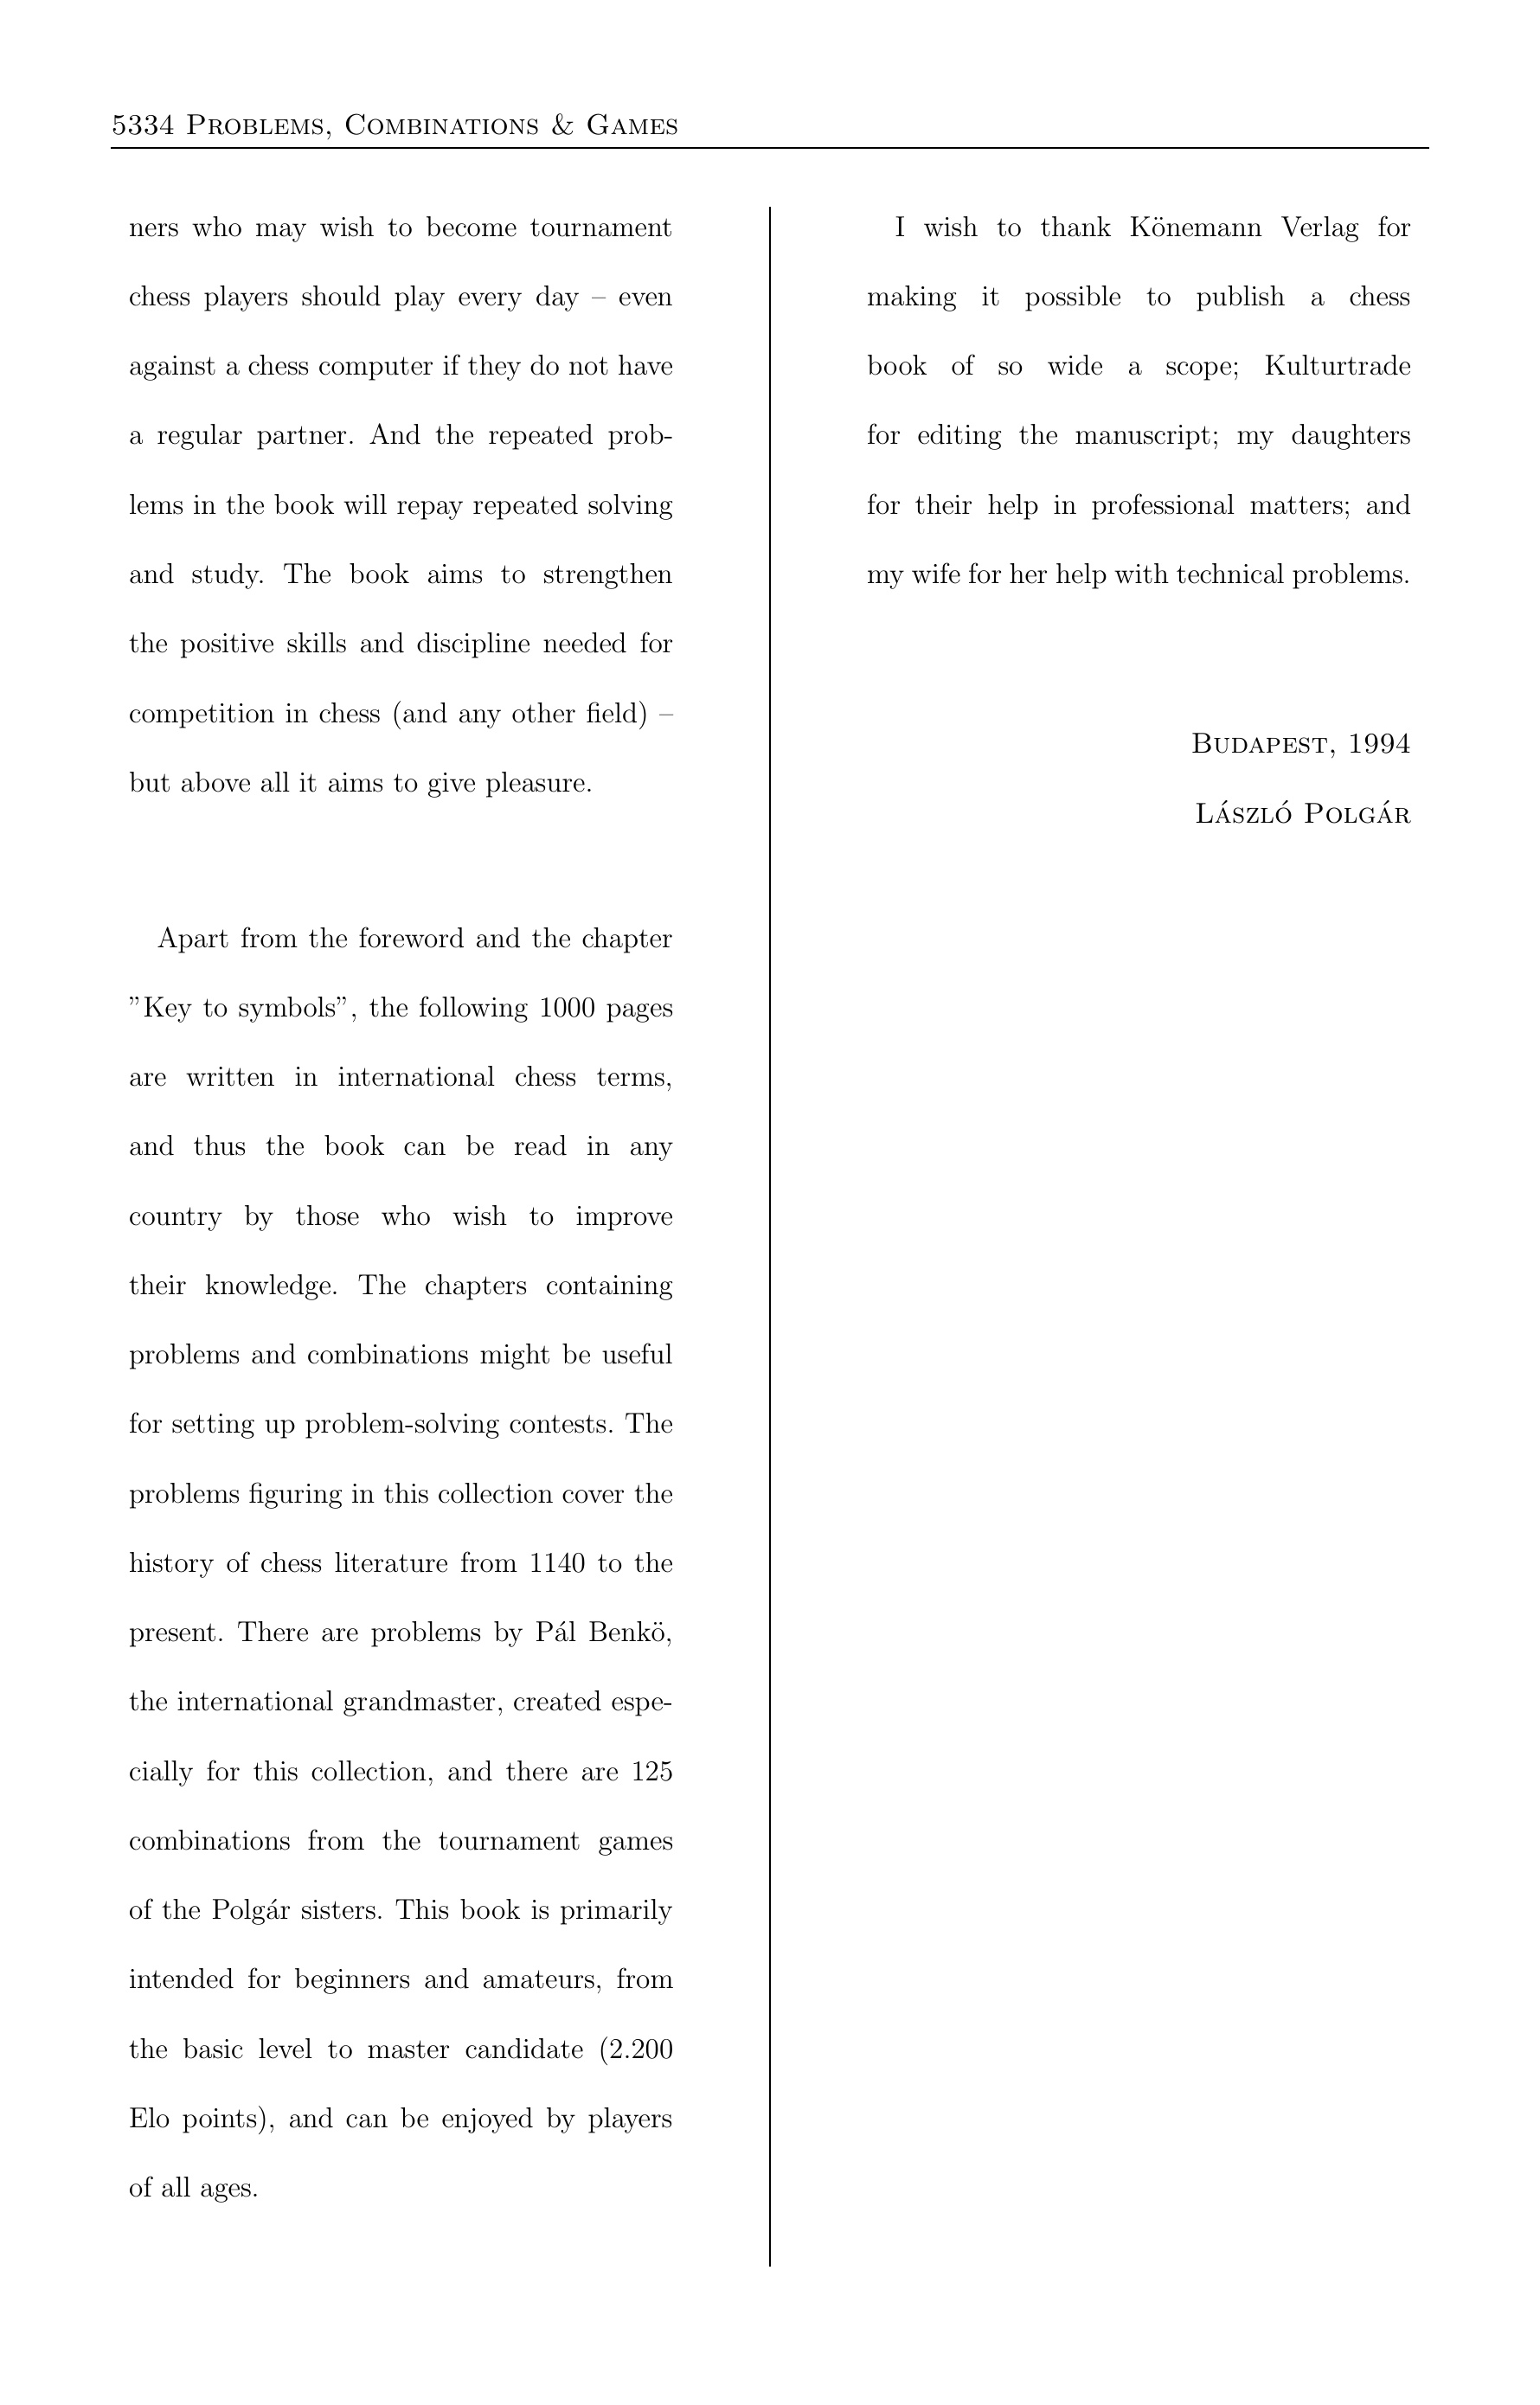 5334 Problems, Combinations & Games
ners who may wish to become tournament
chess players should play every day – even
against a chess computer if they do not have
a regular partner. And the repeated prob-
lems in the book will repay repeated solving
and study. The book aims to strengthen
the positive skills and discipline needed for
competition in chess (and any other field) –
but above all it aims to give pleasure.
Apart from the foreword and the chapter
”Key to symbols”, the following 1000 pages
are written in international chess terms,
and thus the book can be read in any
country by those who wish to improve
their knowledge. The chapters containing
problems and combinations might be useful
for setting up problem-solving contests. The
problems figuring in this collection cover the
history of chess literature from 1140 to the
present. There are problems by Pál Benkö,
the international grandmaster, created espe-
cially for this collection, and there are 125
combinations from the tournament games
of the Polgár sisters. This book is primarily
intended for beginners and amateurs, from
the basic level to master candidate (2.200
Elo points), and can be enjoyed by players
of all ages.
I wish to thank Könemann Verlag for
making it possible to publish a chess
book of so wide a scope; Kulturtrade
for editing the manuscript; my daughters
for their help in professional matters; and
my wife for her help with technical problems.
Budapest, 1994
László Polgár